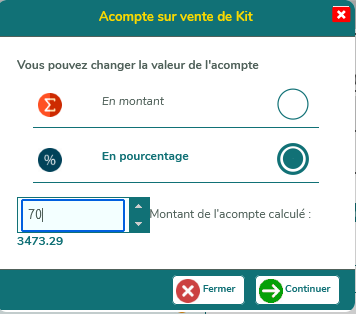 Acompte sur vente de Kit
Vous pouvez changer la valeur de l'acompte
Σ En montant
% En pourcentage
70 Montant de l'acompte calculé :
3473.29
Fermer Continuer